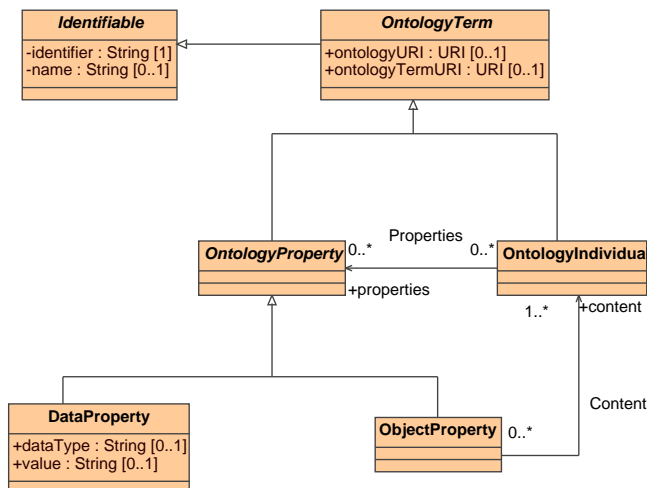 Identifiable
-identifier : String [1]
-name : String [0..1]
OntologyTerm
+ontologyURI : URI [0..1]
+ontologyTermURI : URI [0..1]
OntologyProperty
0..*
Properties
0..*
OntologyIndividua
+properties
1..*
+content
DataProperty
+dataType : String [0..1]
+value : String [0..1]
ObjectProperty
0..*
Content